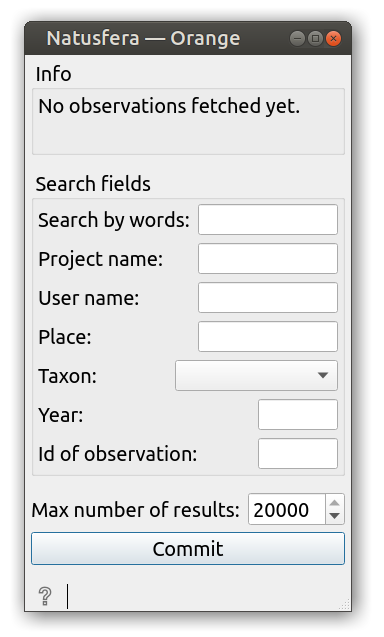 Natusfera — Orange
Info
No observations fetched yet.
Search fields
Search by words:
Project name:
User name:
Place:
Taxon:
Year:
Id of observation:
Max number of results: 20000
Commit
?